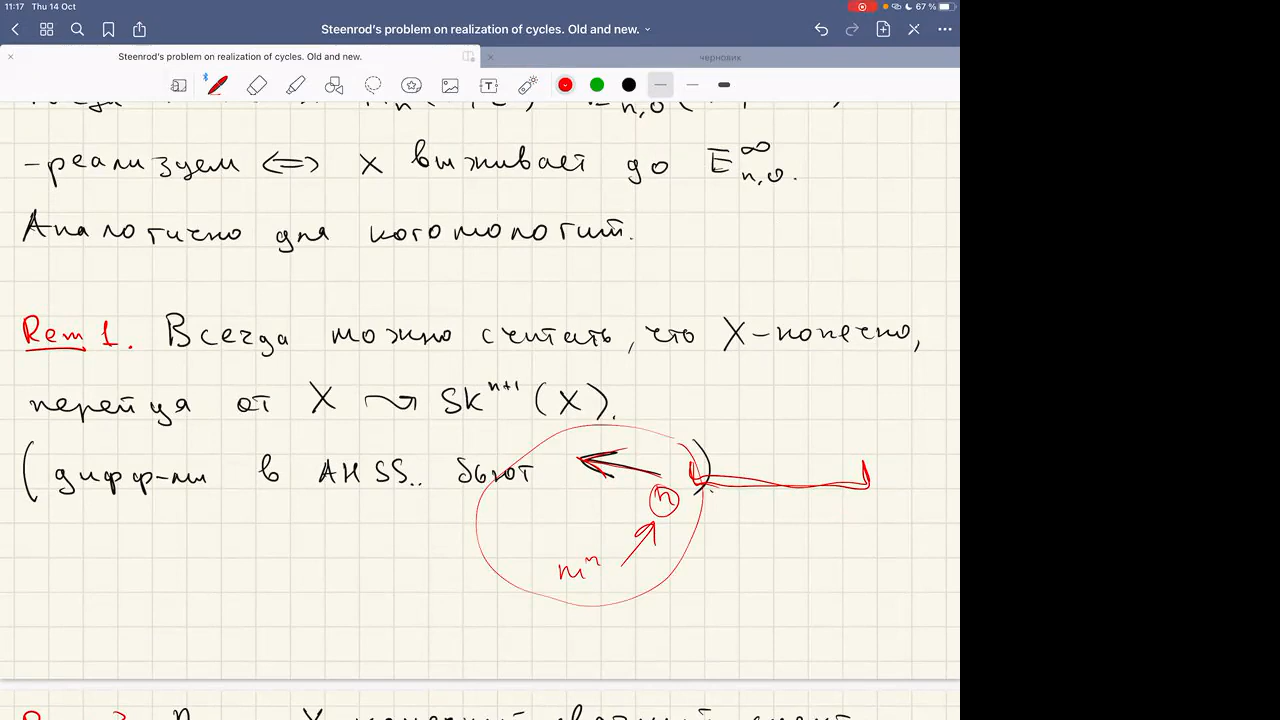 11:17 Thu 14 Oct
67 %
Steenrod's problem on realization of cycles. Old and new.
Steenrod's problem on realization of cycles. Old and new.
черновик
n,0
-реализуем ⟺ x выживает до E^∞_{n,0}.
Аналогично для когомологий.
Rem 1. Всегда можно считать, что X-конечно,
перейдя от X ⇝ sk^{n+1}(X).
(дифф-лы в AHSS.. бьют ← )
n
m^n